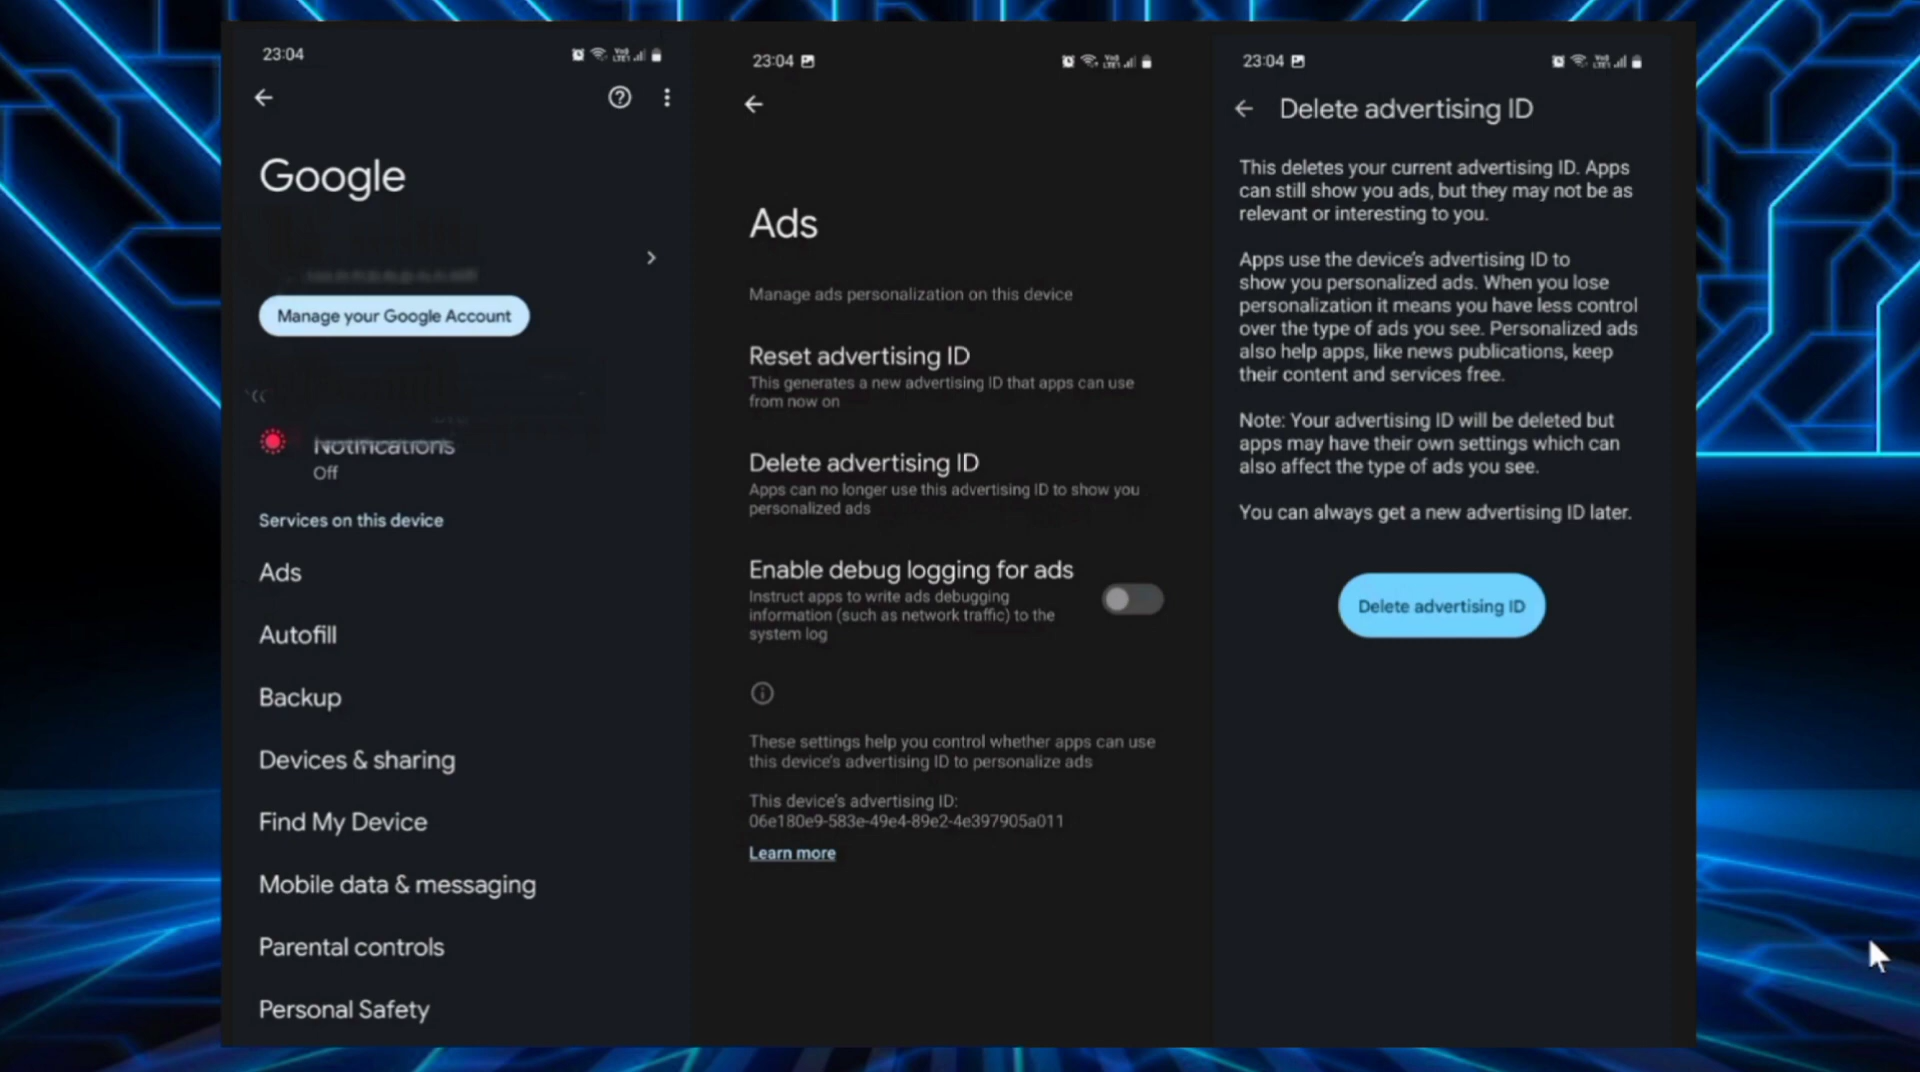 23:04
Google
Manage your Google Account
Notifications
Off
Services on this device
Ads
Autofill
Backup
Devices & sharing
Find My Device
Mobile data & messaging
Parental controls
Personal Safety
23:04
Ads
Manage ads personalization on this device
Reset advertising ID
This generates a new advertising ID that apps can use
from now on
Delete advertising ID
Apps can no longer use this advertising ID to show you
personalized ads
Enable debug logging for ads
Instruct apps to write ads debugging
information (such as network traffic) to the
system log
These settings help you control whether apps can use
this device's advertising ID to personalize ads
This device's advertising ID:
06e180e9-583e-49e4-89e2-4e397905a011
Learn more
23:04
Delete advertising ID
This deletes your current advertising ID. Apps
can still show you ads, but they may not be as
relevant or interesting to you.
Apps use the device's advertising ID to
show you personalized ads. When you lose
personalization it means you have less control
over the type of ads you see. Personalized ads
also help apps, like news publications, keep
their content and services free.
Note: Your advertising ID will be deleted but
apps may have their own settings which can
also affect the type of ads you see.
You can always get a new advertising ID later.
Delete advertising ID